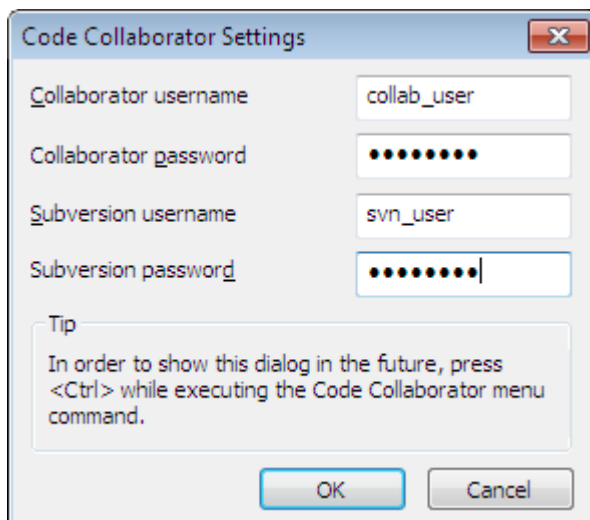 Code Collaborator Settings
Collaborator username
collab_user
Collaborator password
••••••••
Subversion username
svn_user
Subversion password
••••••••
Tip
In order to show this dialog in the future, press
<Ctrl> while executing the Code Collaborator menu
command.
OK
Cancel